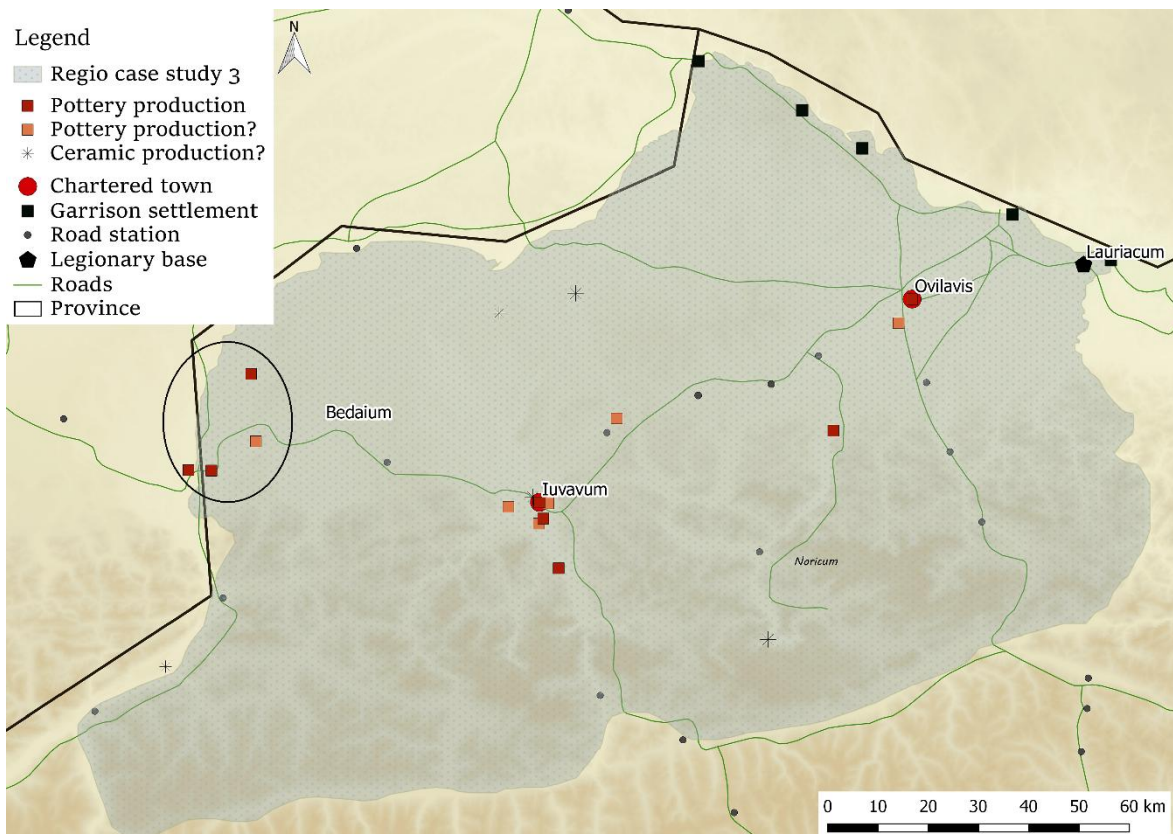 Legend
N
Regio case study 3
Pottery production
Pottery production?
Ceramic production?
Chartered town
Garrison settlement
Road station
Legionary base
Roads
Province
Lauriacum
Ovilavis
Bedaium
Iuvavum
Noricum
0 10 20 30 40 50 60 km